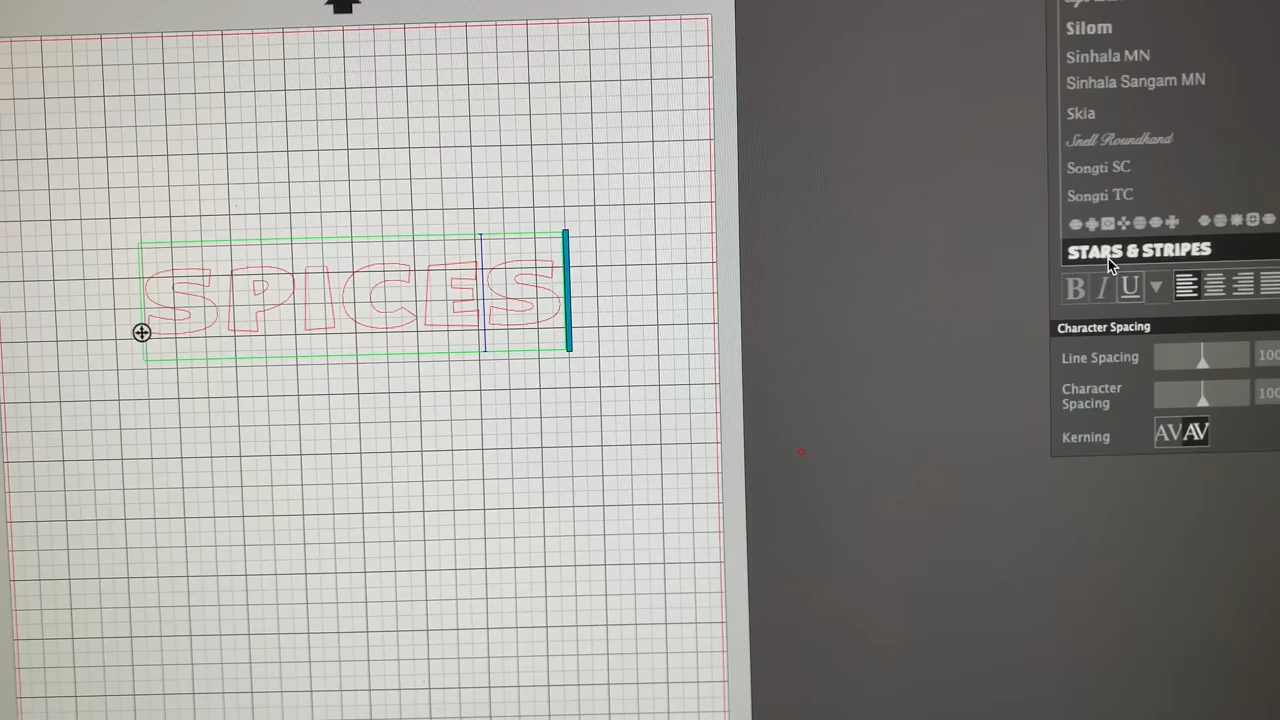 SPICES
Silom
Sinhala MN
Sinhala Sangam MN
Skia
Snell Roundhand
Songti SC
Songti TC
STARS & STRIPES
B I U
Character Spacing
Line Spacing
100
Character
Spacing
100
Kerning AV AV